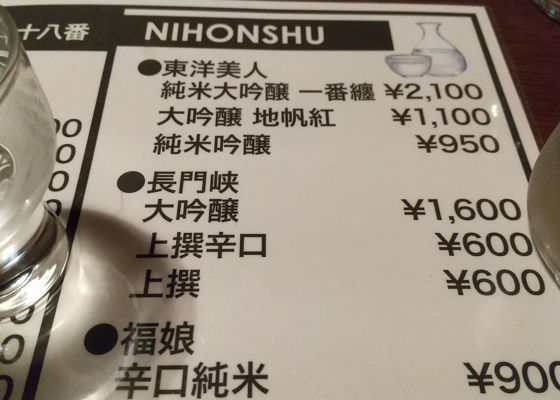 十八番
NIHONSHU
●東洋美人
純米大吟醸 一番纏 ¥2,100
大吟醸 地帆紅 ¥1,100
純米吟醸 ¥950
●長門峡
大吟醸 ¥1,600
上撰辛口 ¥600
上撰 ¥600
●福娘
辛口純米 ¥900